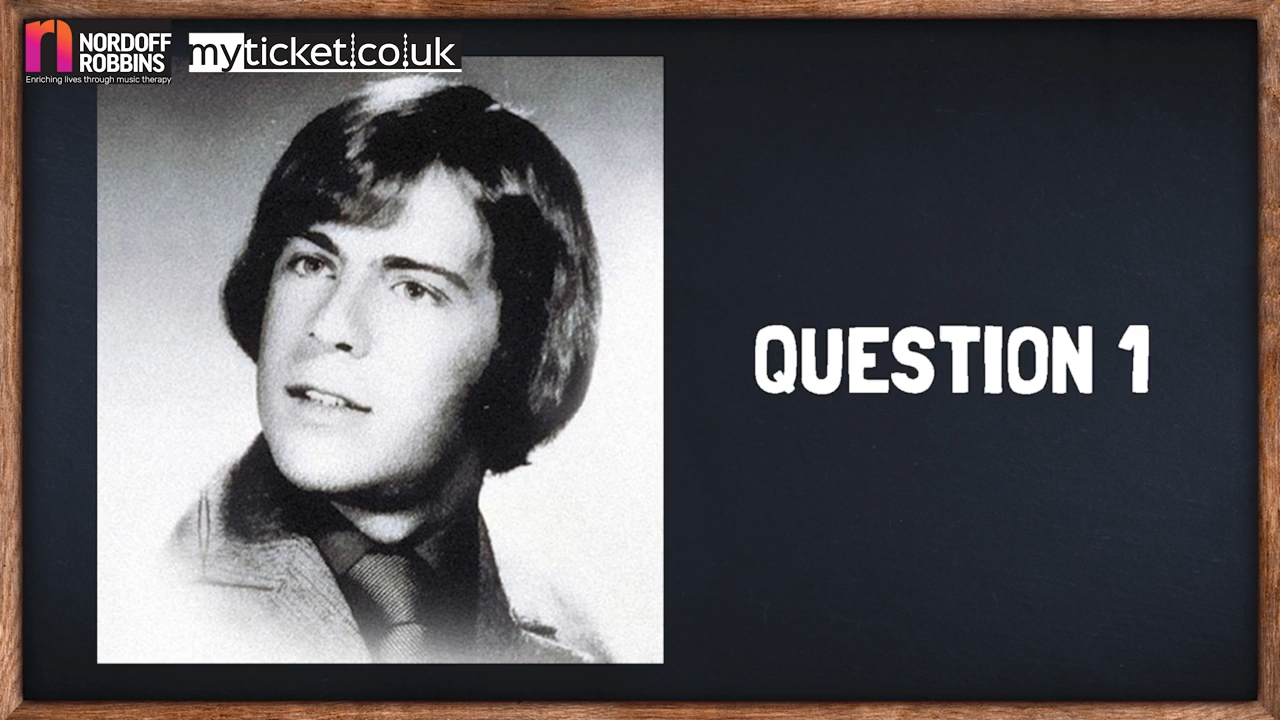 NORDOFF
ROBBINS
Enriching lives through music therapy
myticket.co.uk
QUESTION 1